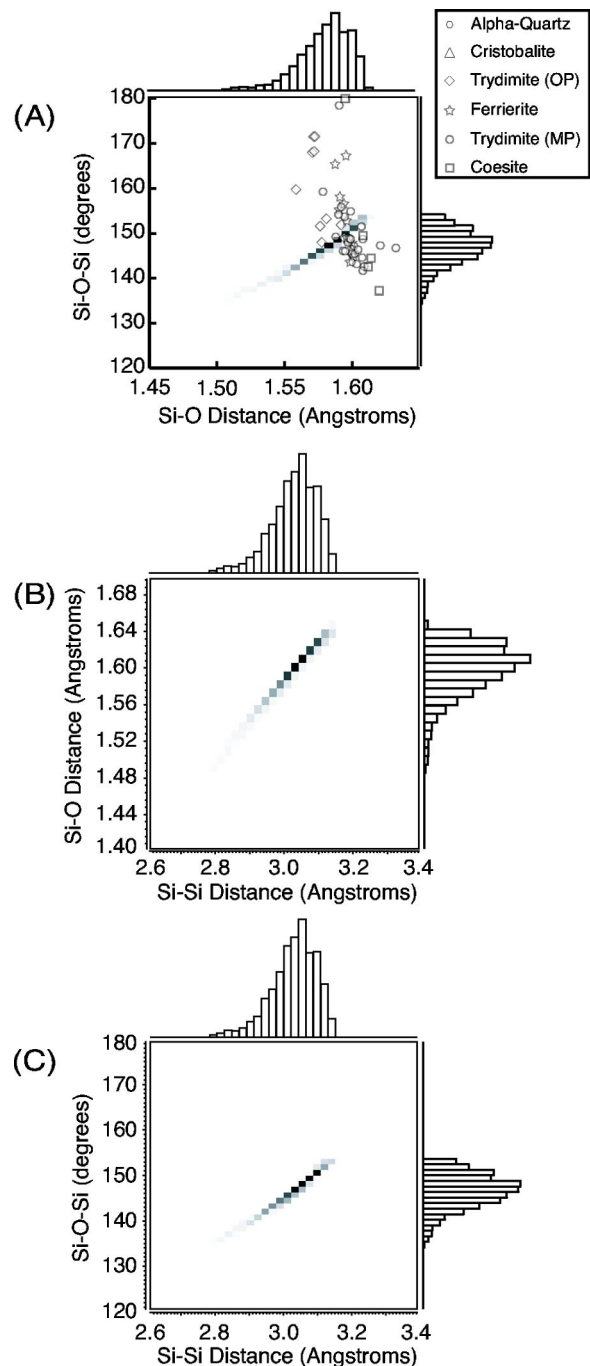 Alpha-Quartz
Cristobalite
Trydimite (OP)
Ferrierite
Trydimite (MP)
Coesite
(A)
180
170
160
150
140
130
120
Si-O-Si (degrees)
1.45 1.50 1.55 1.60
Si-O Distance (Angstroms)
(B)
1.68
1.64
1.60
1.56
1.52
1.48
1.44
1.40
Si-O Distance (Angstroms)
2.6 2.8 3.0 3.2 3.4
Si-Si Distance (Angstroms)
(C)
180
170
160
150
140
130
120
Si-O-Si (degrees)
2.6 2.8 3.0 3.2 3.4
Si-Si Distance (Angstroms)